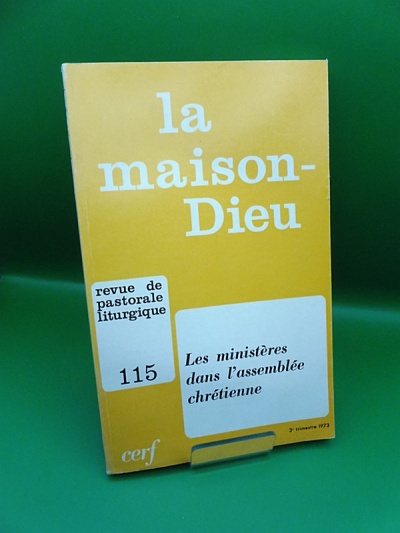 la
maison-
Dieu
revue de
pastorale
liturgique
115
Les ministères
dans l'assemblée
chrétienne
3e trimestre 1973
cerf